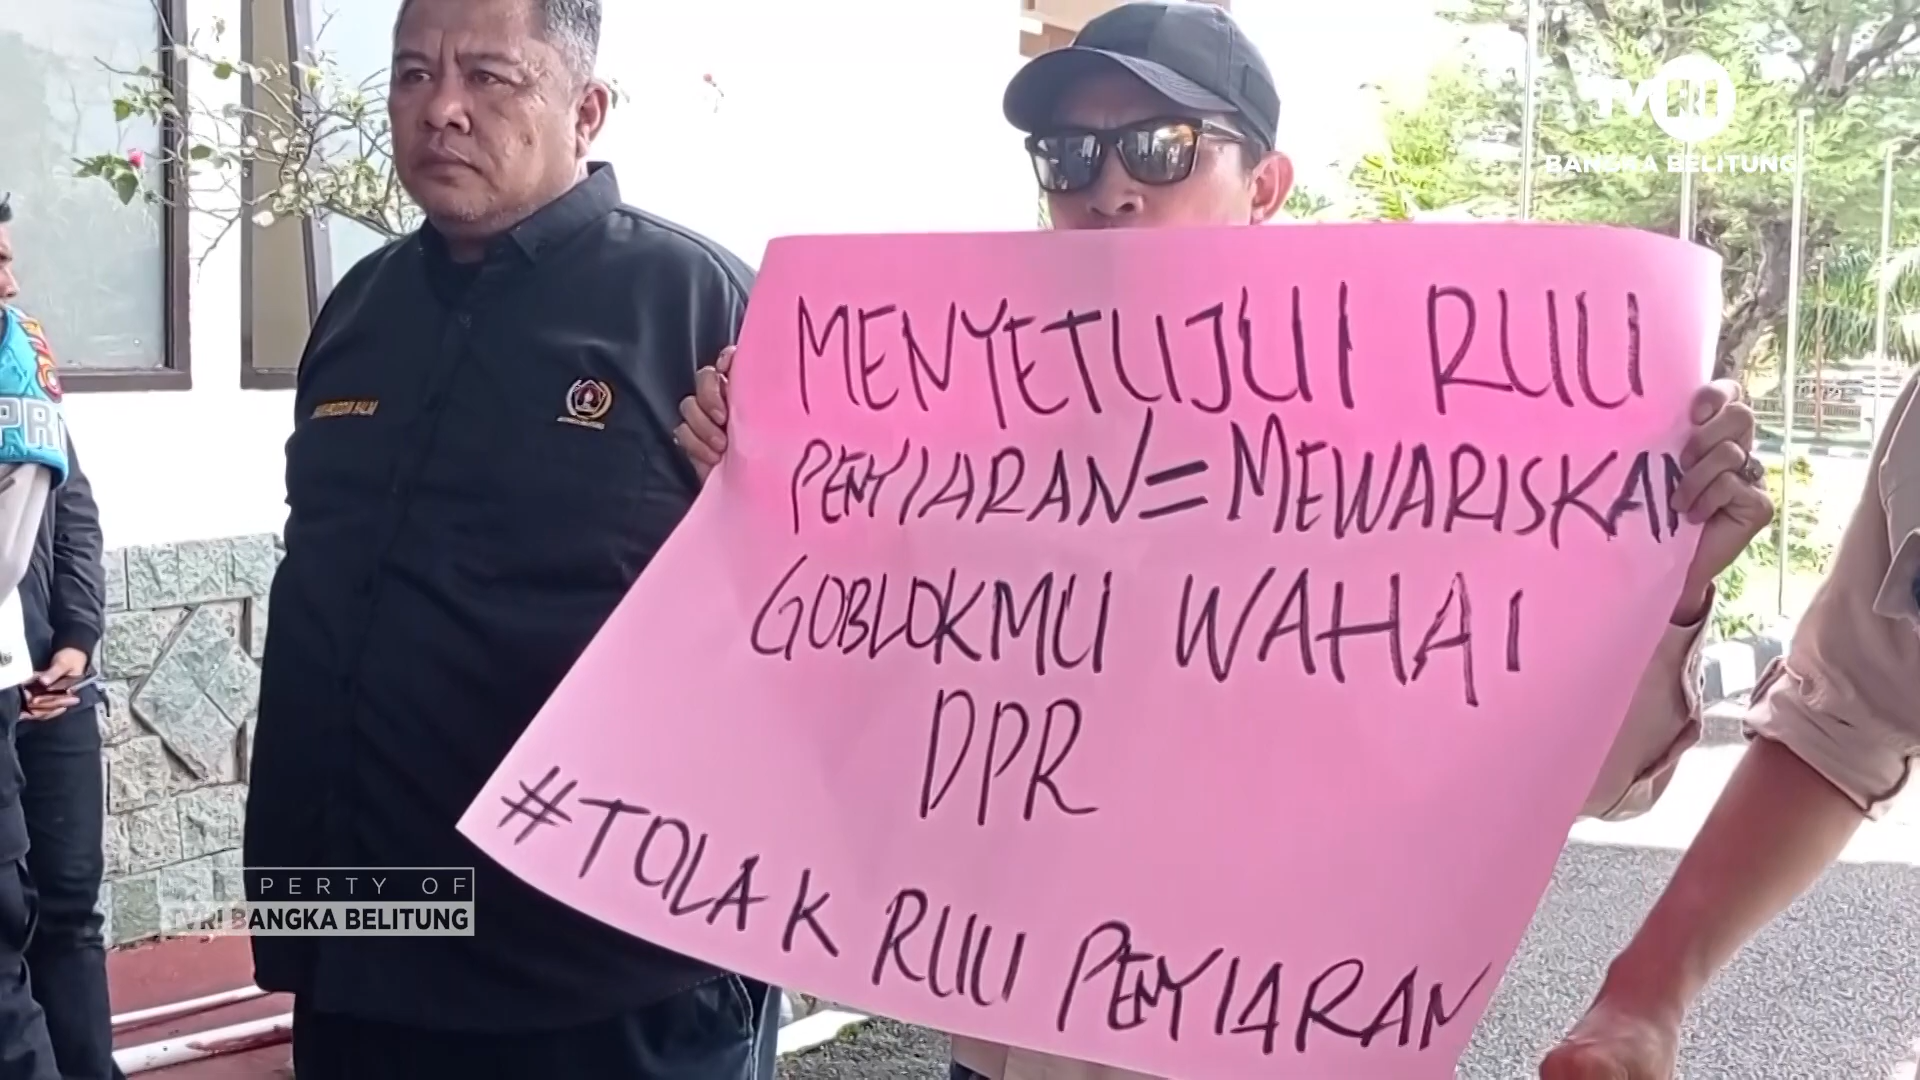 TVRI
BANGKA BELITUNG
MENYETUJUI RUU
PENYIARAN = MEWARISKAN
GOBLOKMU WAHAI
DPR
#TOLAK RUU PENYIARAN
PERTY OF
TVRI BANGKA BELITUNG